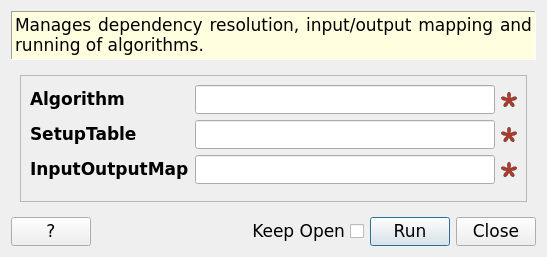 Manages dependency resolution, input/output mapping and
running of algorithms.
Algorithm
SetupTable
InputOutputMap
?
Keep Open
Run
Close